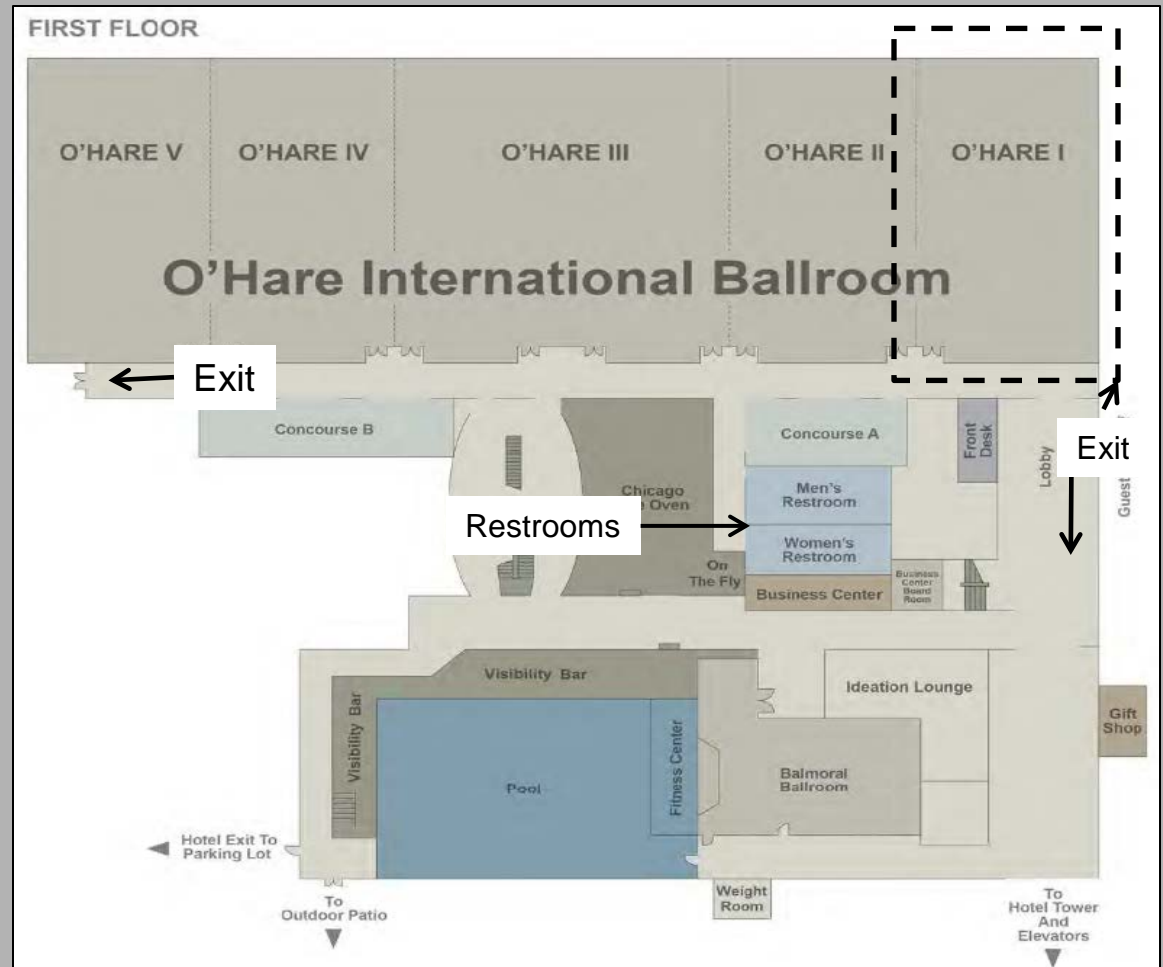 FIRST FLOOR
O'HARE V
O'HARE IV
O'HARE III
O'HARE II
O'HARE I
O'Hare International Ballroom
Exit
Concourse B
Concourse A
Front
Desk
Lobby
Exit
Guest
Chicago
Oven
Men's
Restroom
Restrooms
Women's
Restroom
On
The Fly
Business Center
Business
Center
Board
Room
Visibility Bar
Ideation Lounge
Visibility Bar
Gift
Shop
Fitness Center
Pool
Balmoral
Ballroom
Hotel Exit To
Parking Lot
To
Outdoor Patio
Weight
Room
To
Hotel Tower
And
Elevators